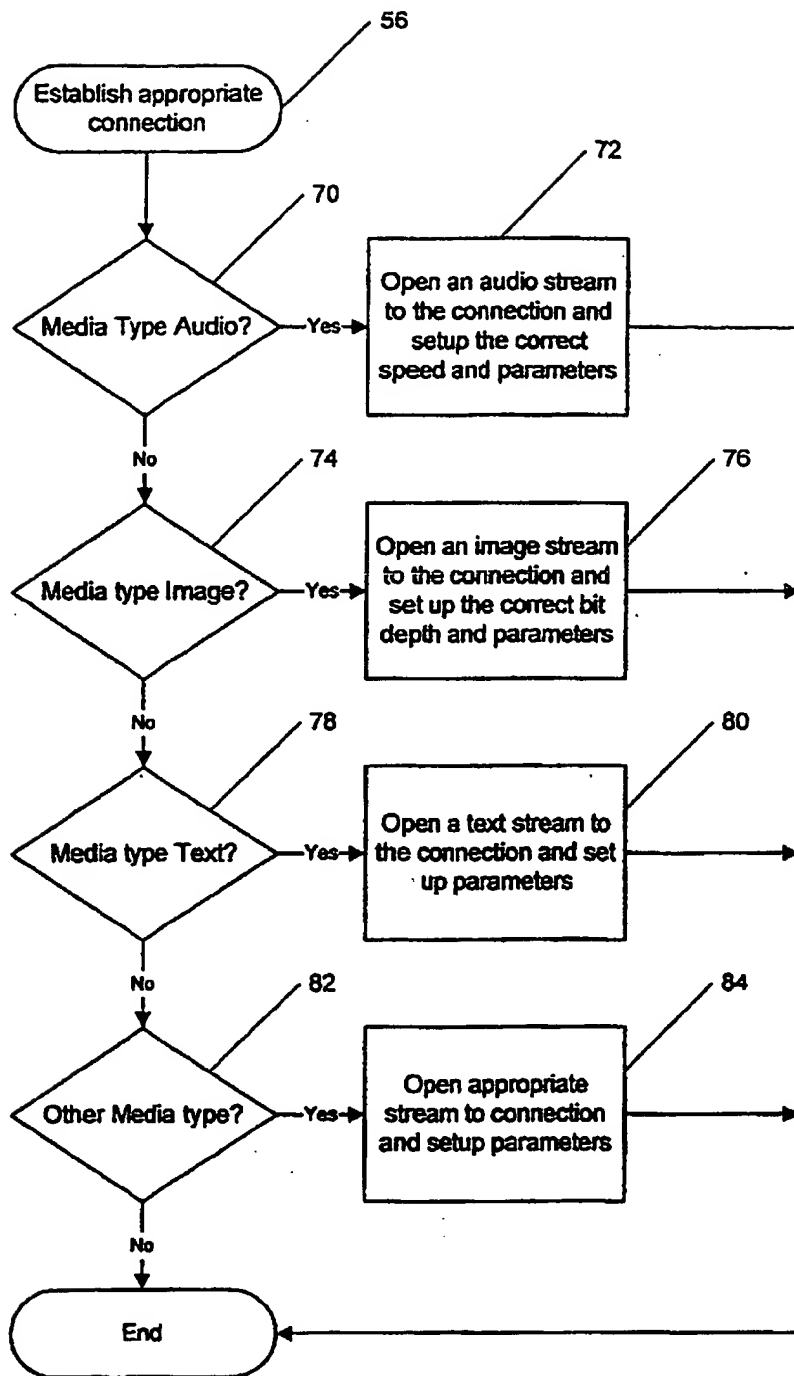 56
Establish appropriate
connection
70
72
Media Type Audio?
Yes
Open an audio stream
to the connection and
setup the correct
speed and parameters
No
74
76
Media type Image?
Yes
Open an image stream
to the connection and
set up the correct bit
depth and parameters
No
78
80
Media type Text?
Yes
Open a text stream to
the connection and set
up parameters
No
82
84
Other Media type?
Yes
Open appropriate
stream to connection
and setup parameters
No
End